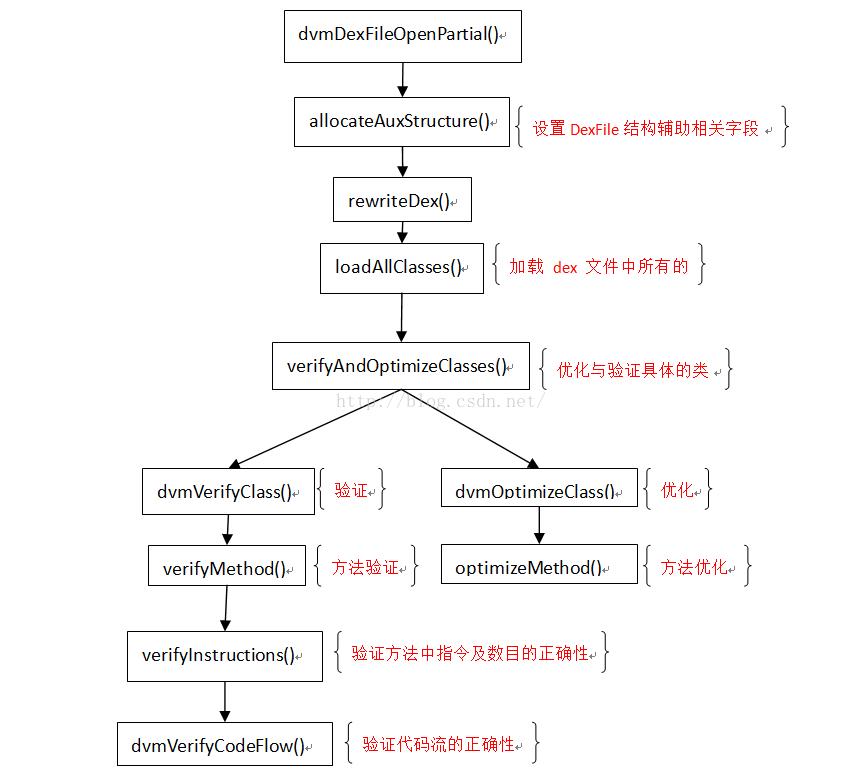 dvmDexFileOpenPartial()
allocateAuxStructure()
设置 DexFile 结构辅助相关字段
rewriteDex()
loadAllClasses()
加载 dex 文件中所有的
verifyAndOptimizeClasses()
优化与验证具体的类
http://blog.csdn.net/
dvmVerifyClass()
验证
dvmOptimizeClass()
优化
verifyMethod()
方法验证
optimizeMethod()
方法优化
verifyInstructions()
验证方法中指令及数目的正确性
dvmVerifyCodeFlow()
验证代码流的正确性